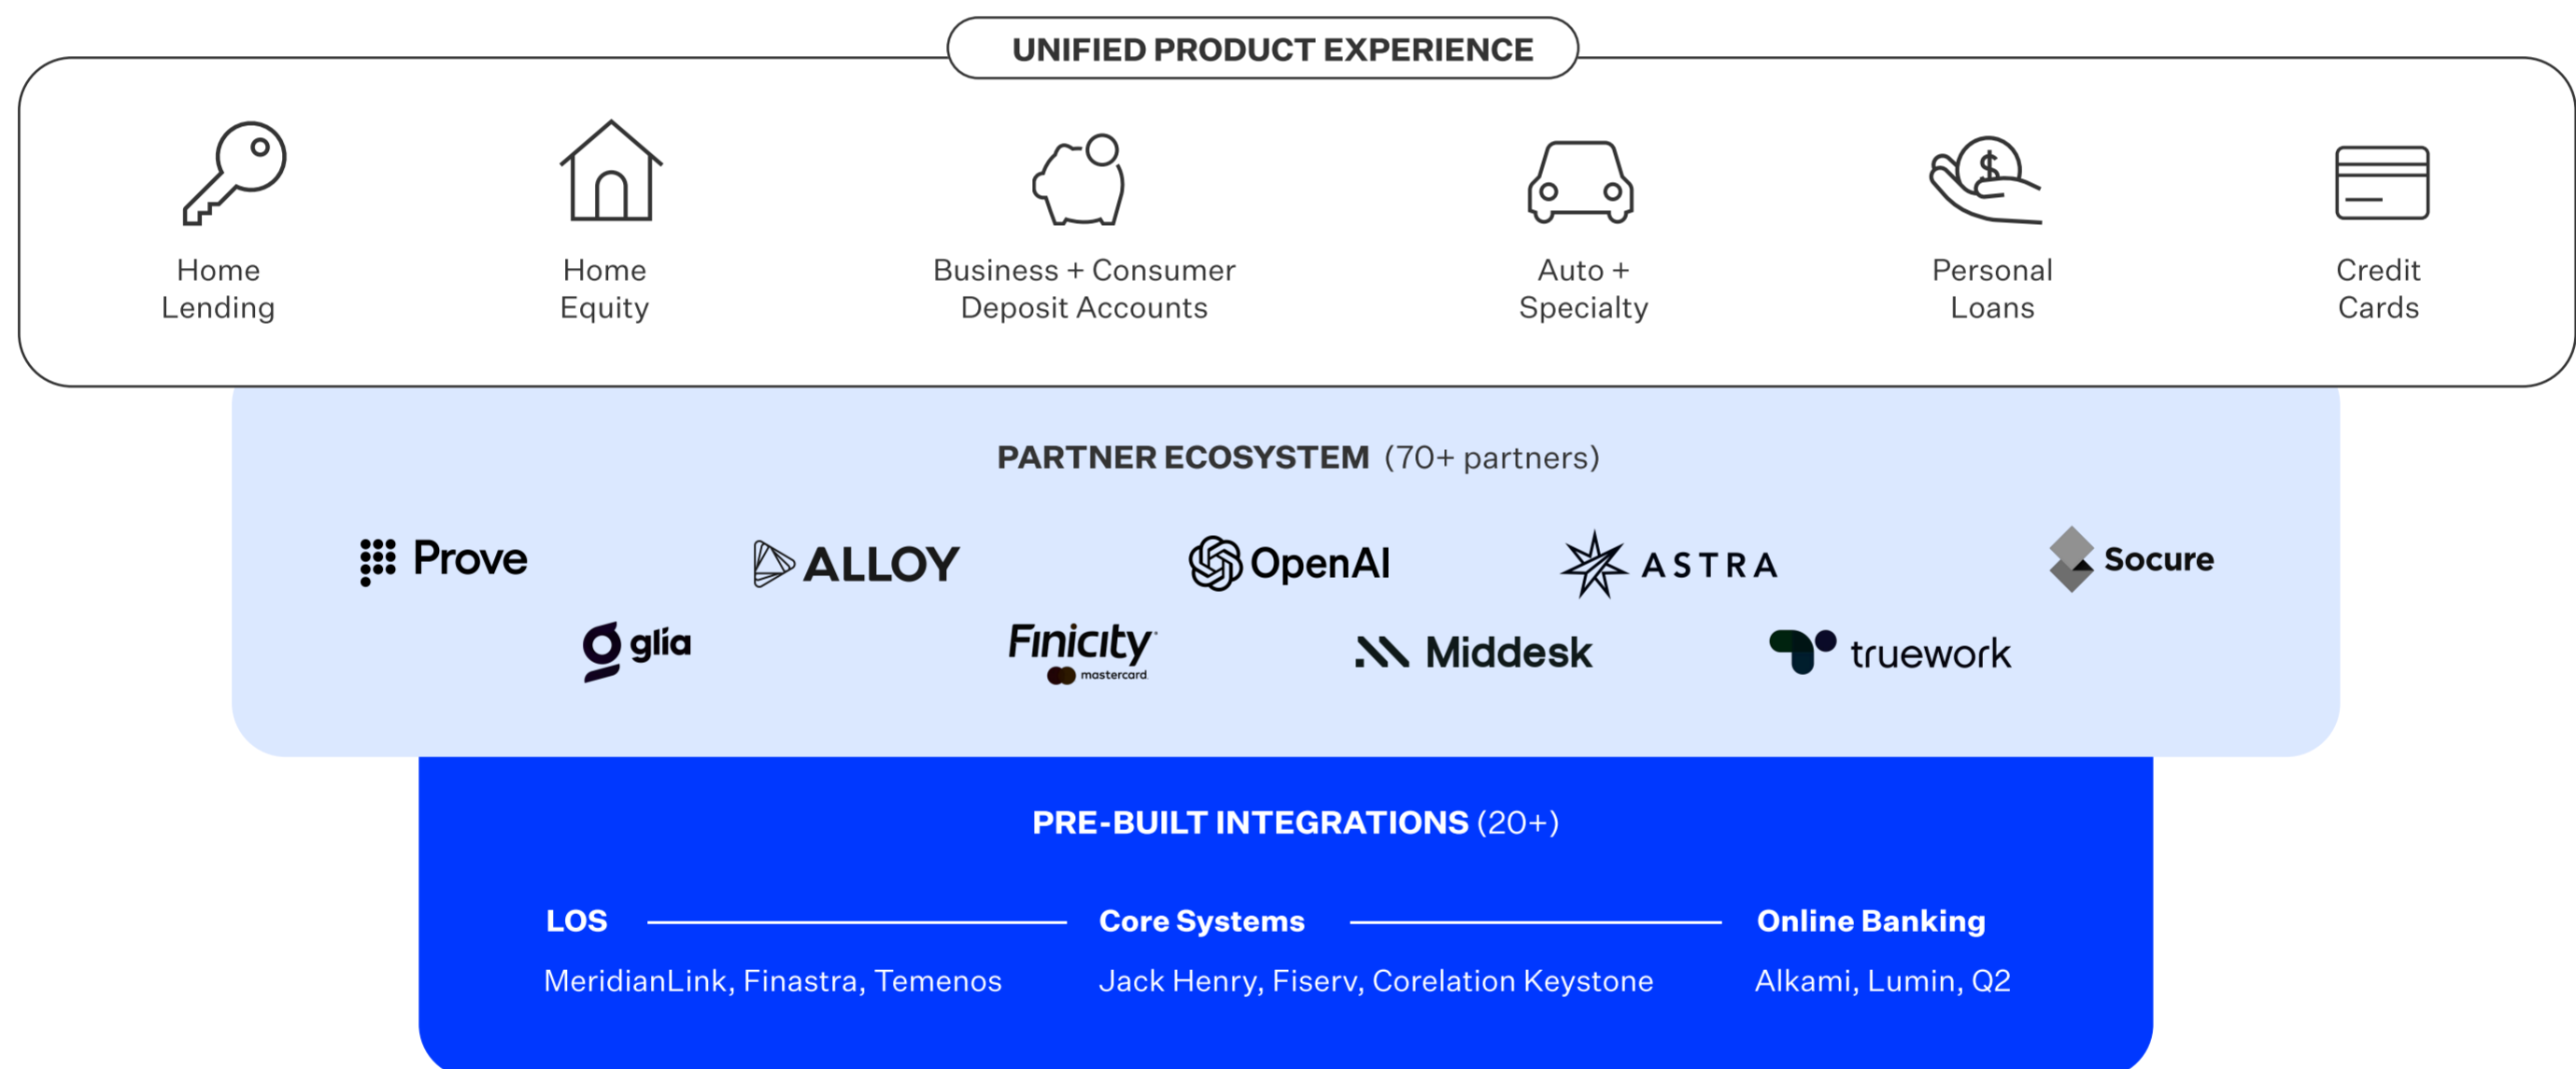 UNIFIED PRODUCT EXPERIENCE
Home
Lending
Home
Equity
Business + Consumer
Deposit Accounts
Auto +
Specialty
Personal
Loans
Credit
Cards
PARTNER ECOSYSTEM (70+ partners)
Prove
ALLOY
OpenAI
ASTRA
Socure
glia
Finicity
mastercard
Middesk
truework
PRE-BUILT INTEGRATIONS (20+)
LOS
Core Systems
Online Banking
MeridianLink, Finastra, Temenos
Jack Henry, Fiserv, Corelation Keystone
Alkami, Lumin, Q2